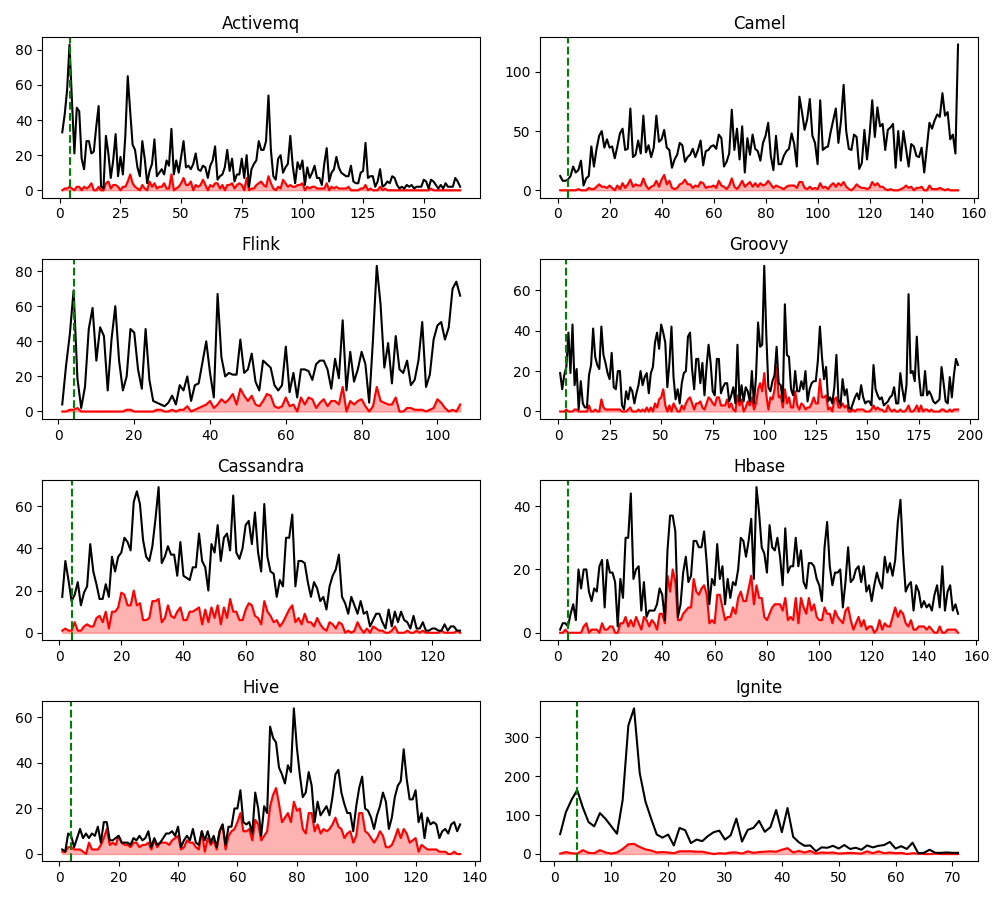 Activemq
Camel
80
60
40
20
0
0 25 50 75 100 125 150
100
50
0
0 20 40 60 80 100 120 140 160
Flink
Groovy
80
60
40
20
0
0 20 40 60 80 100
60
40
20
0
0 25 50 75 100 125 150 175 200
Cassandra
Hbase
60
40
20
0
0 20 40 60 80 100 120
40
20
0
0 20 40 60 80 100 120 140 160
Hive
Ignite
60
40
20
0
0 20 40 60 80 100 120 140
300
200
100
0
0 10 20 30 40 50 60 70